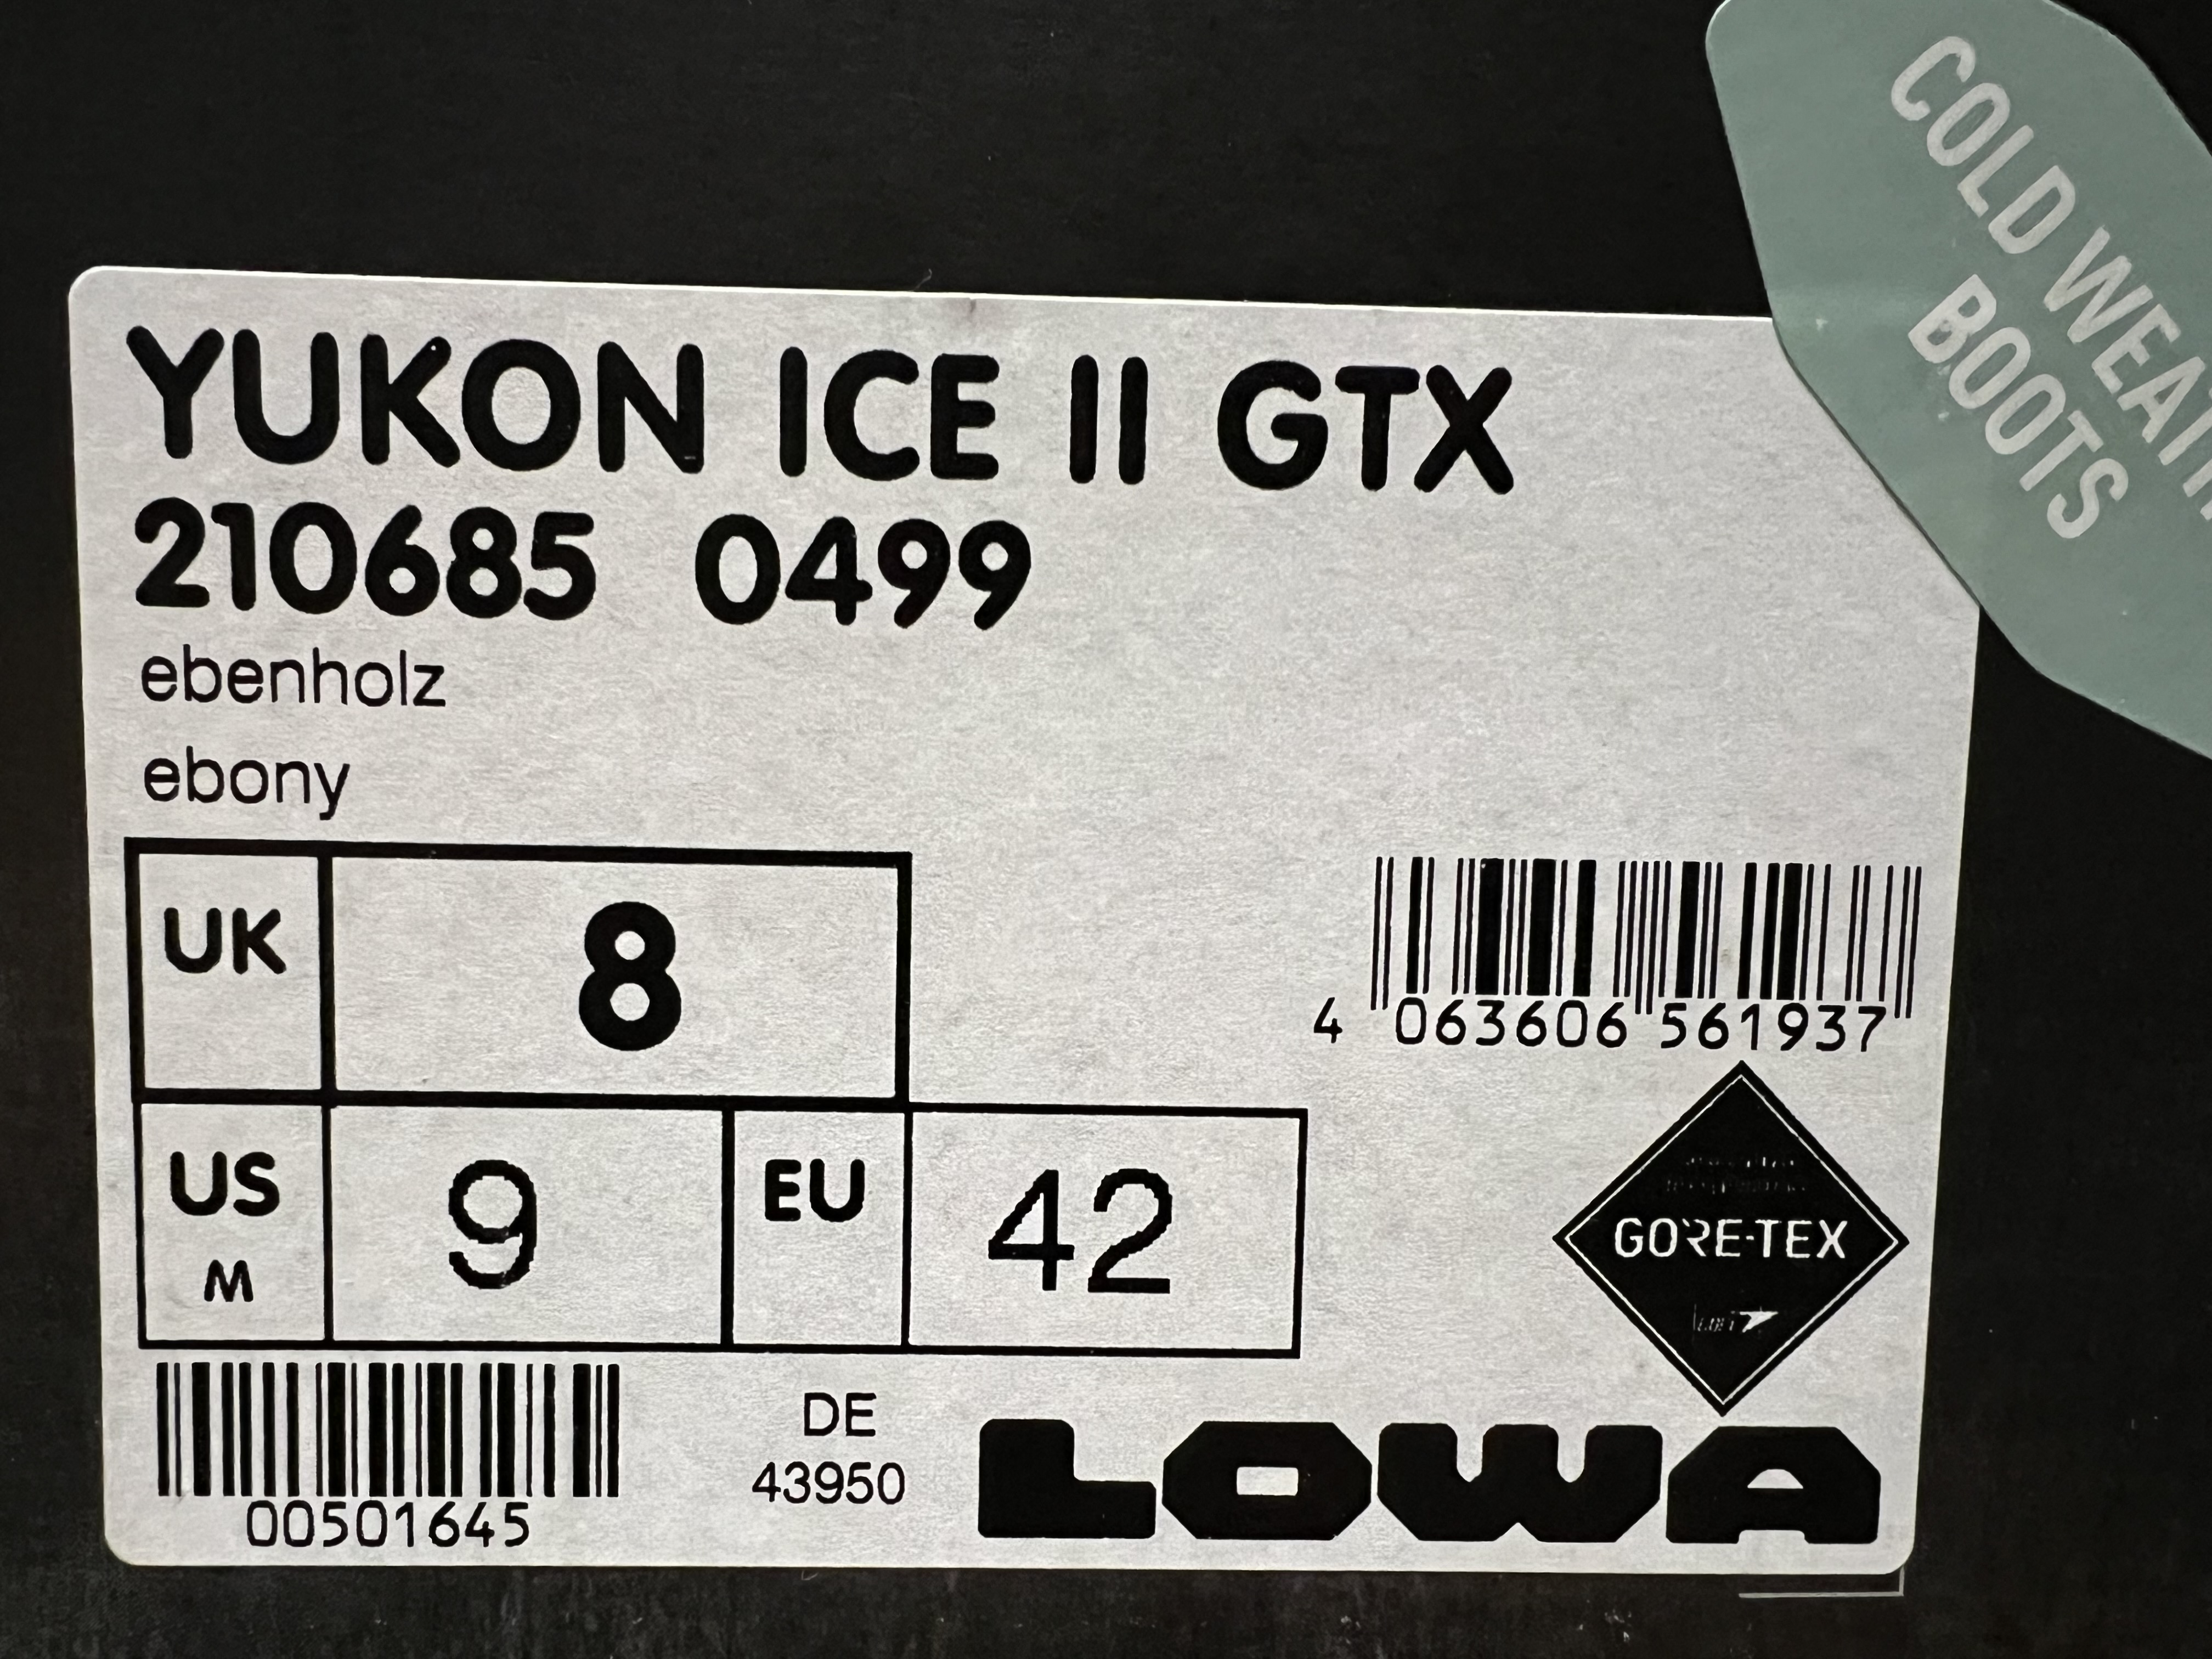 COLD WEATH
BOOTS
YUKON ICE II GTX
210685 0499
ebenholz
ebony
UK 8
4 063606 561937
US M 9 EU 42
GORE-TEX
00501645
DE
43950
LOWA